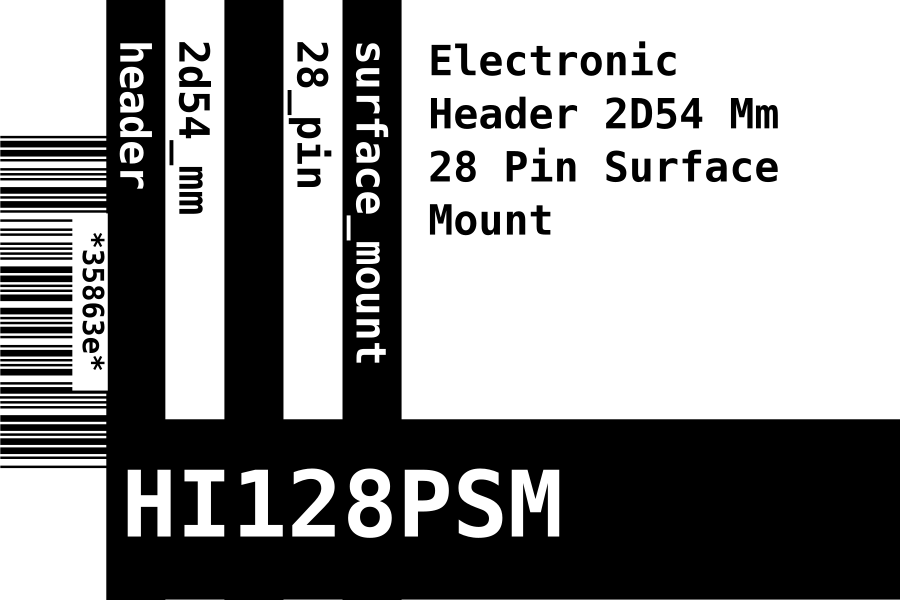 *35863e*
header
2d54_mm
28_pin
surface_mount
Electronic
Header 2D54 Mm
28 Pin Surface
Mount
HI128PSM